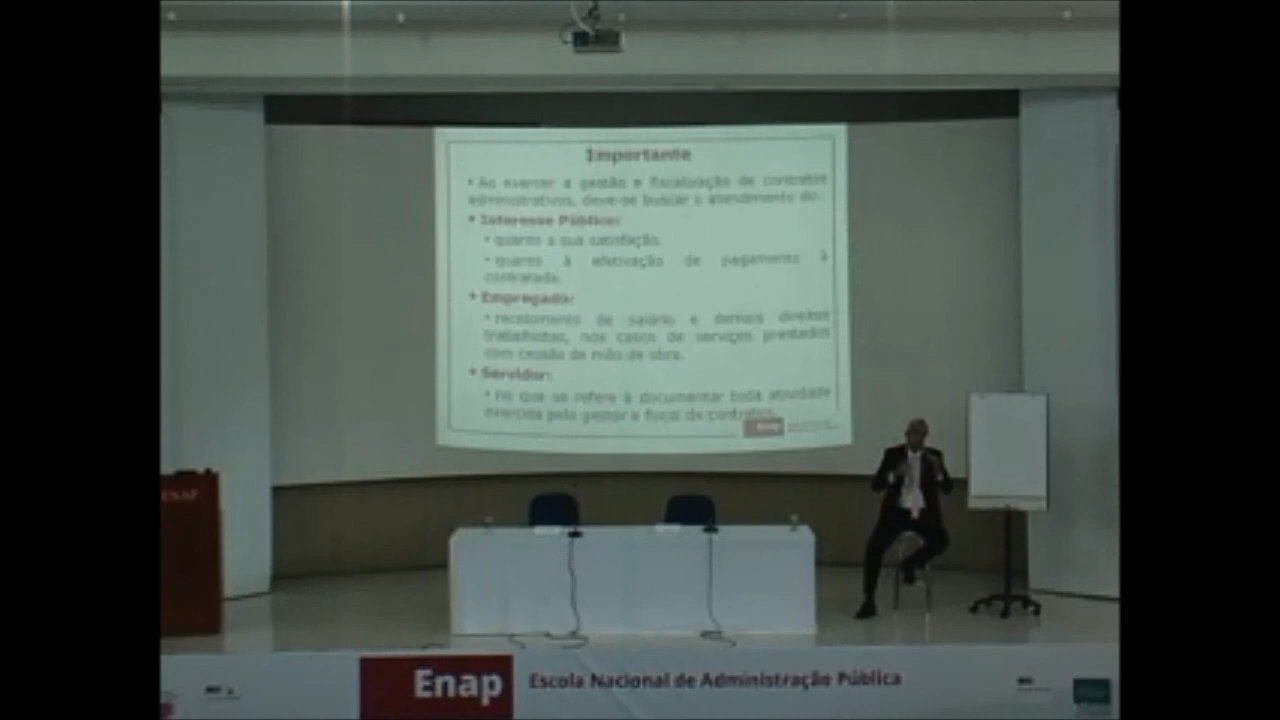 Importante
• Ao exercer a gestão e fiscalização de contratos
administrativos, deve-se buscar o atendimento do:
• Interesse Público:
• quanto a sua satisfação.
• quanto à efetivação de pagamento à
contratada.
• Empregado:
• recebimento de salário e demais direitos
trabalhistas, nos casos de serviços prestados
com cessão de mão de obra.
• Servidor:
• no que se refere à documentar toda atividade
exercida pelo gestor e fiscal de contratos.
Enap
ENAP
Enap Escola Nacional de Administração Pública